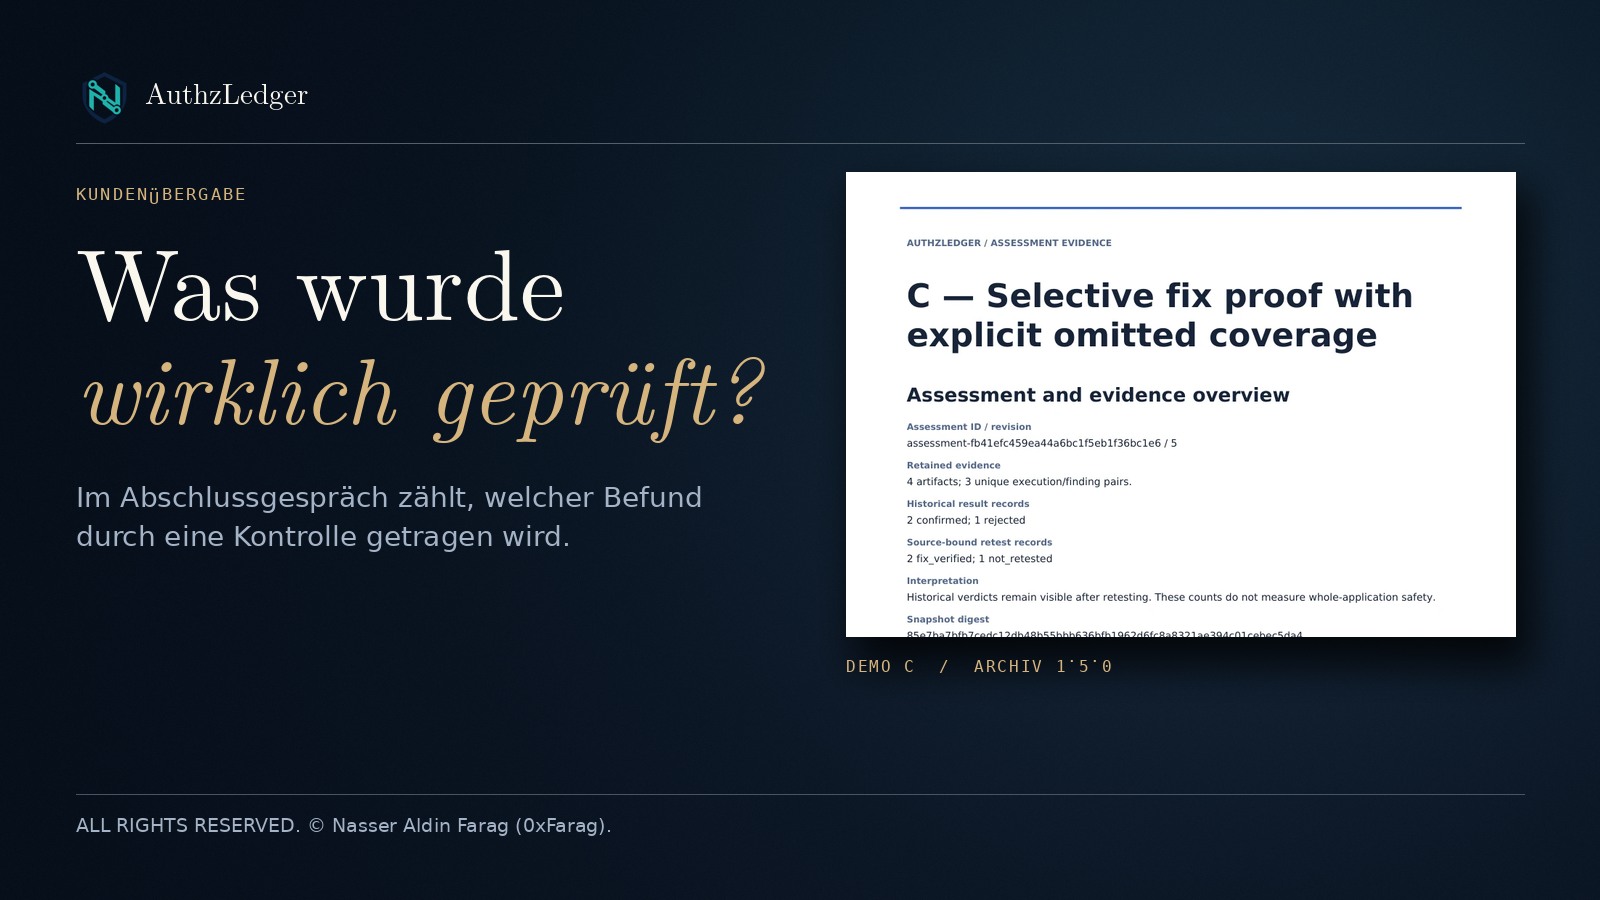 AuthzLedger
KUNDENüBERGABE
Was wurde
wirklich geprüft?
Im Abschlussgespräch zählt, welcher Befund
durch eine Kontrolle getragen wird.
AUTHZLEDGER / ASSESSMENT EVIDENCE
C — Selective fix proof with
explicit omitted coverage
Assessment and evidence overview
Assessment ID / revision
assessment-fb41efc459ea44a6bc1f5eb1f36bc1e6 / 5
Retained evidence
4 artifacts; 3 unique execution/finding pairs.
Historical result records
2 confirmed; 1 rejected
Source-bound retest records
2 fix_verified; 1 not_retested
Interpretation
Historical verdicts remain visible after retesting. These counts do not measure whole-application safety.
Snapshot digest
DEMO C / ARCHIV 1˙5˙0
ALL RIGHTS RESERVED. © Nasser Aldin Farag (0xFarag).